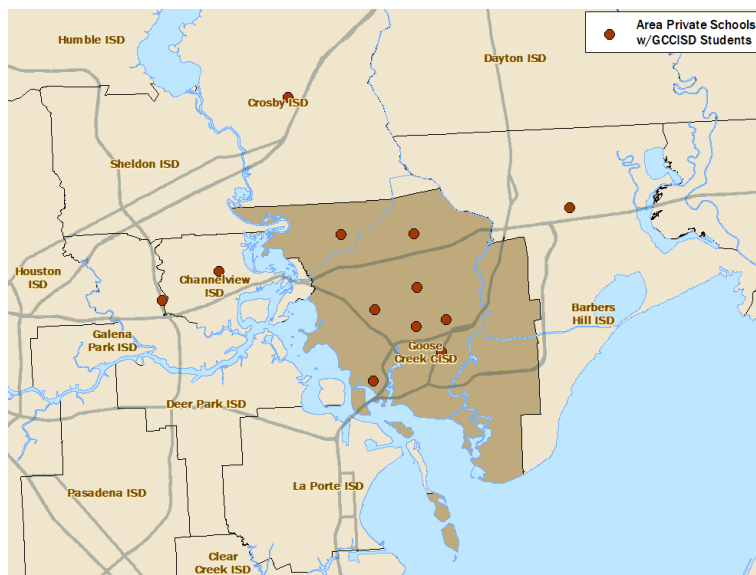 Area Private Schools
w/GCCISD Students
Humble ISD
Dayton ISD
Crosby ISD
Sheldon ISD
Houston
ISD
Channelview
ISD
Barbers
Hill ISD
Galena
Park ISD
Goose
Creek CISD
Deer Park ISD
La Porte ISD
Pasadena ISD
Clear
Creek ISD